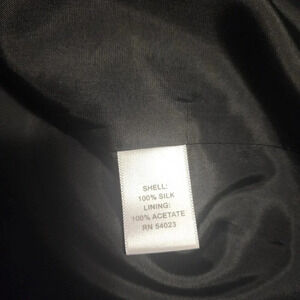 SHELL:
100% SILK
LINING:
100% ACETATE
RN 54023